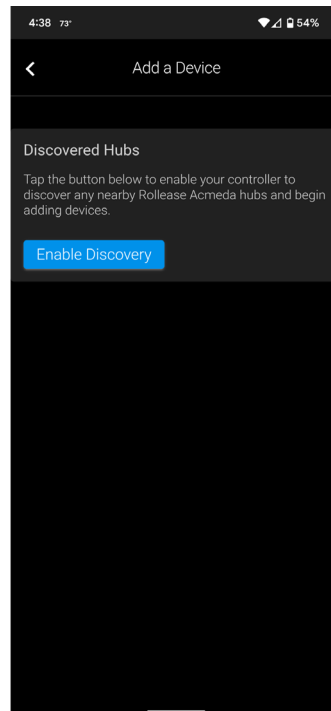 4:38 73° 54%
Add a Device
Discovered Hubs
Tap the button below to enable your controller to
discover any nearby Rollease Acmeda hubs and begin
adding devices.
Enable Discovery